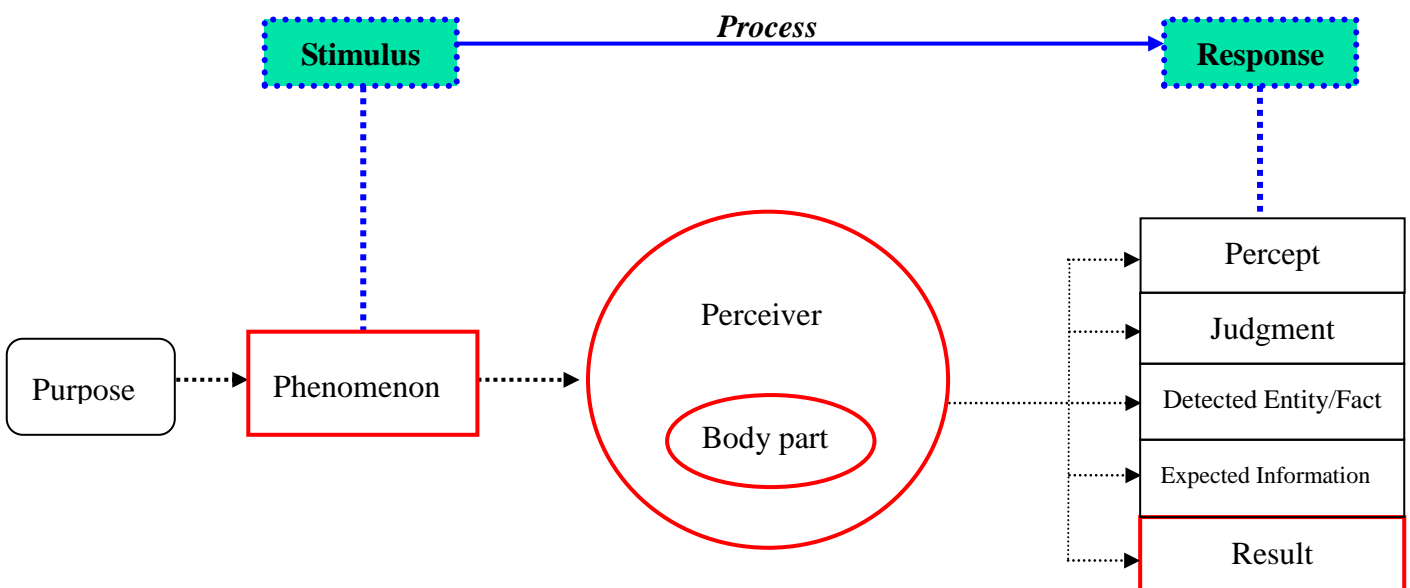 Process
Stimulus
Response
Purpose
Phenomenon
Perceiver
Body part
Percept
Judgment
Detected Entity/Fact
Expected Information
Result